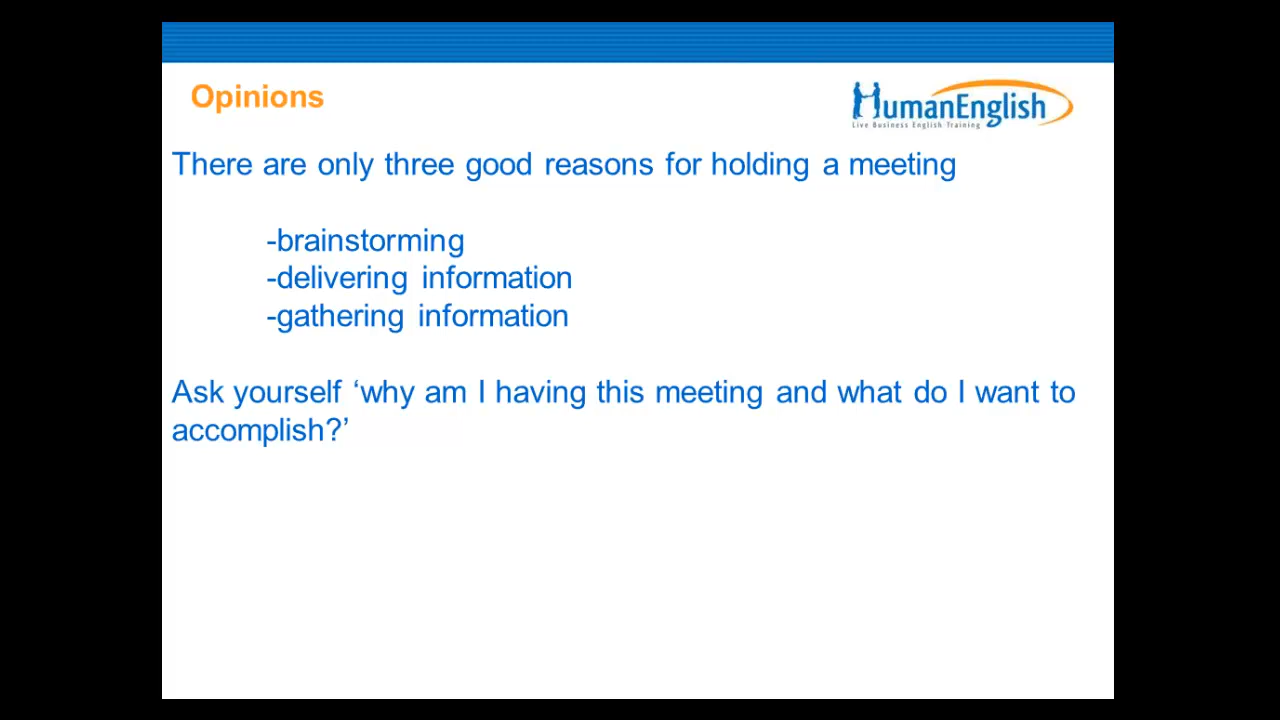 Opinions
HumanEnglish
Live Business English Training
There are only three good reasons for holding a meeting
-brainstorming
-delivering information
-gathering information
Ask yourself ‘why am I having this meeting and what do I want to
accomplish?’